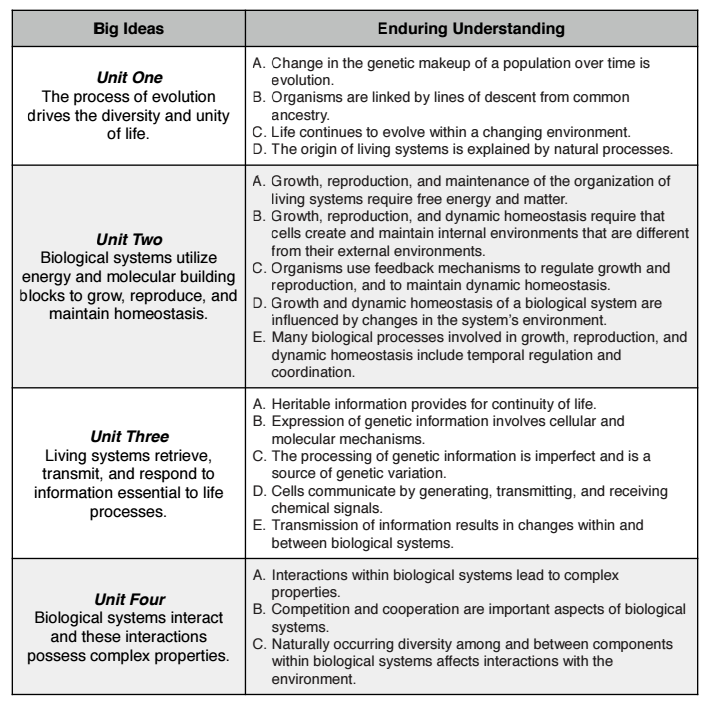 Big Ideas
Enduring Understanding
Unit One
The process of evolution
drives the diversity and unity
of life.
A. Change in the genetic makeup of a population over time is
evolution.
B. Organisms are linked by lines of descent from common
ancestry.
C. Life continues to evolve within a changing environment.
D. The origin of living systems is explained by natural processes.
Unit Two
Biological systems utilize
energy and molecular building
blocks to grow, reproduce, and
maintain homeostasis.
A. Growth, reproduction, and maintenance of the organization of
living systems require free energy and matter.
B. Growth, reproduction, and dynamic homeostasis require that
cells create and maintain internal environments that are different
from their external environments.
C. Organisms use feedback mechanisms to regulate growth and
reproduction, and to maintain dynamic homeostasis.
D. Growth and dynamic homeostasis of a biological system are
influenced by changes in the system's environment.
E. Many biological processes involved in growth, reproduction, and
dynamic homeostasis include temporal regulation and
coordination.
Unit Three
Living systems retrieve,
transmit, and respond to
information essential to life
processes.
A. Heritable information provides for continuity of life.
B. Expression of genetic information involves cellular and
molecular mechanisms.
C. The processing of genetic information is imperfect and is a
source of genetic variation.
D. Cells communicate by generating, transmitting, and receiving
chemical signals.
E. Transmission of information results in changes within and
between biological systems.
Unit Four
Biological systems interact
and these interactions
possess complex properties.
A. Interactions within biological systems lead to complex
properties.
B. Competition and cooperation are important aspects of biological
systems.
C. Naturally occurring diversity among and between components
within biological systems affects interactions with the
environment.